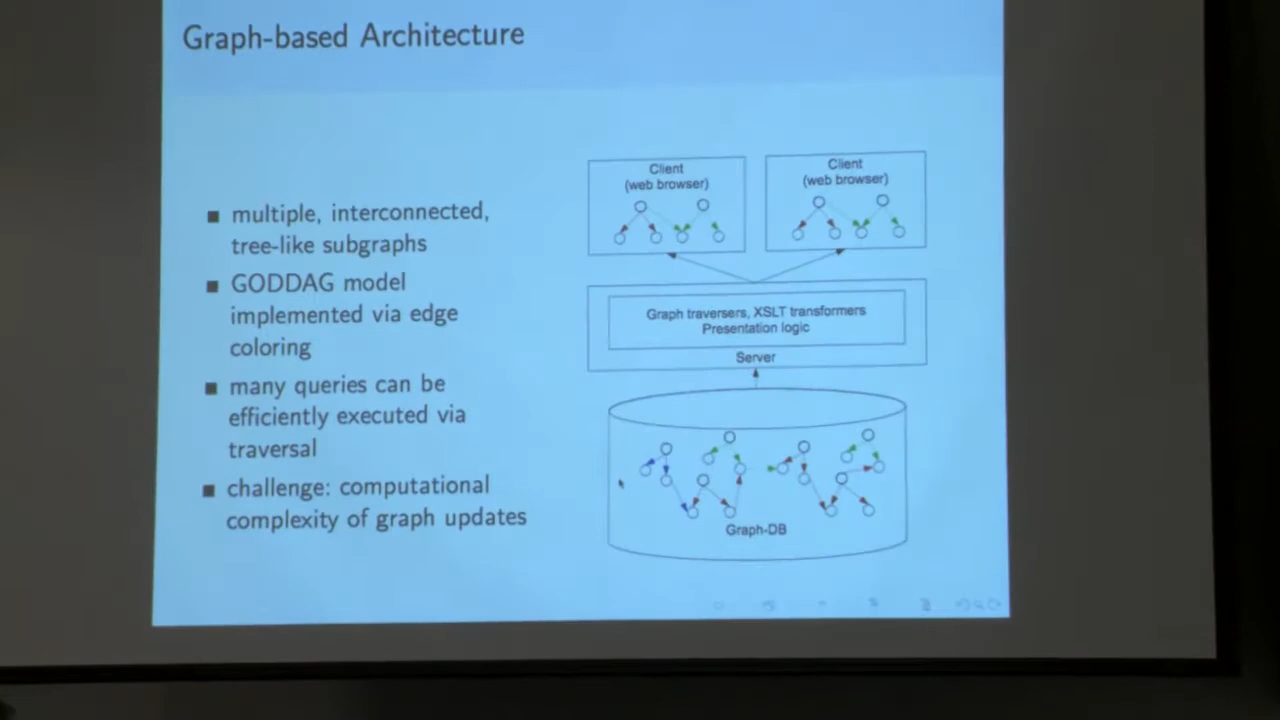 Graph-based Architecture
multiple, interconnected,
tree-like subgraphs
GODDAG model
implemented via edge
coloring
many queries can be
efficiently executed via
traversal
challenge: computational
complexity of graph updates
Client
(web browser)
Client
(web browser)
Graph traversers, XSLT transformers
Presentation logic
Server
Graph-DB